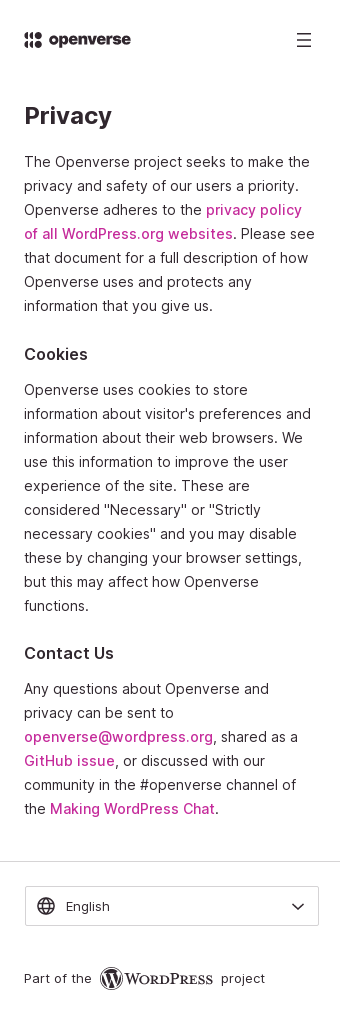 openverse
Privacy
The Openverse project seeks to make the
privacy and safety of our users a priority.
Openverse adheres to the privacy policy
of all WordPress.org websites. Please see
that document for a full description of how
Openverse uses and protects any
information that you give us.
Cookies
Openverse uses cookies to store
information about visitor's preferences and
information about their web browsers. We
use this information to improve the user
experience of the site. These are
considered "Necessary" or "Strictly
necessary cookies" and you may disable
these by changing your browser settings,
but this may affect how Openverse
functions.
Contact Us
Any questions about Openverse and
privacy can be sent to
openverse@wordpress.org, shared as a
GitHub issue, or discussed with our
community in the #openverse channel of
the Making WordPress Chat.
English
Part of the WORDPRESS project